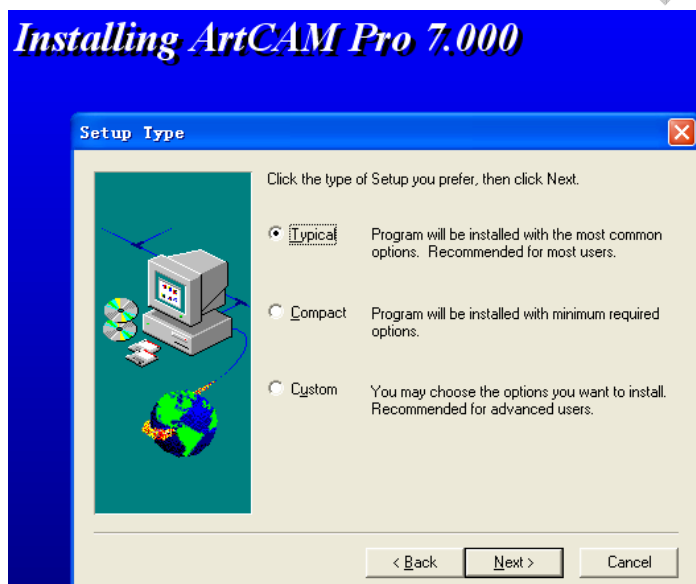 Installing ArtCAM Pro 7.000
Setup Type
Click the type of Setup you prefer, then click Next.
Typical
Program will be installed with the most common
options. Recommended for most users.
Compact
Program will be installed with minimum required
options.
Custom
You may choose the options you want to install.
Recommended for advanced users.
< Back
Next >
Cancel